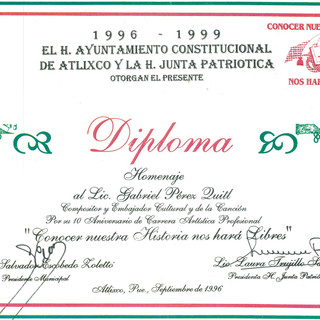 1996 - 1999
CONOCER NUE
EL H. AYUNTAMIENTO CONSTITUCIONAL
DE ATLIXCO Y LA H. JUNTA PATRIOTICA
NOS HAR
OTORGAN EL PRESENTE
Diploma
Homenaje
al Lic. Gabriel Pérez Quitl
Compositor y Embajador Cultural y de la Canción
Por su 10 Aniversario de Carrera Artística Profesional
"Conocer nuestra Historia nos hará Libres"
Salvador Escobedo Zoletto
Lic Laura Trujillo
Presidente Municipal
Presidenta H. Junta Patriót
Atlixco, Pue., Septiembre de 1996